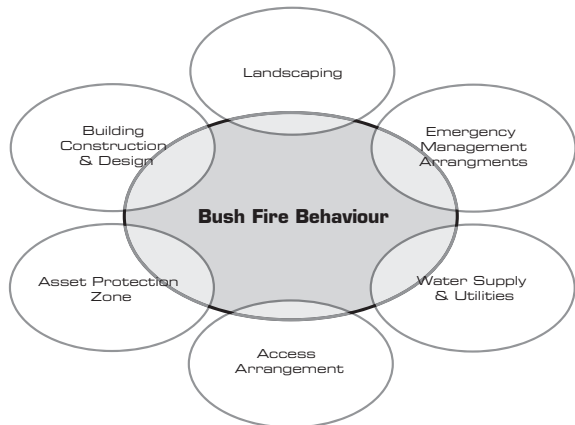 Landscaping
Building
Construction
& Design
Emergency
Management
Arrangments
Bush Fire Behaviour
Asset Protection
Zone
Water Supply
& Utilities
Access
Arrangement